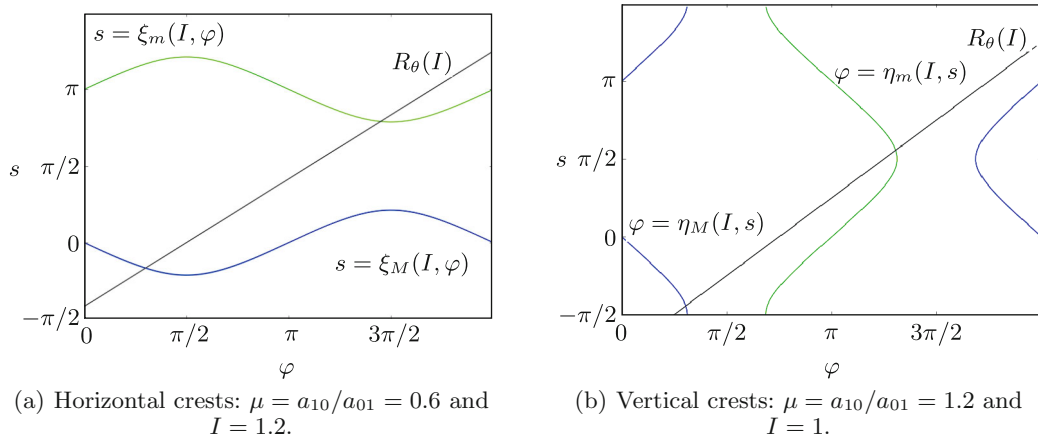 s = ξ_m(I, φ)
R_θ(I)
π
s π/2
0
s = ξ_M(I, φ)
−π/2
0 π/2 π 3π/2
φ
(a) Horizontal crests: μ = a_10/a_01 = 0.6 and
I = 1.2.
R_θ(I)
φ = η_m(I, s)
π
s π/2
φ = η_M(I, s)
0
−π/2
0 π/2 π 3π/2
φ
(b) Vertical crests: μ = a_10/a_01 = 1.2 and
I = 1.